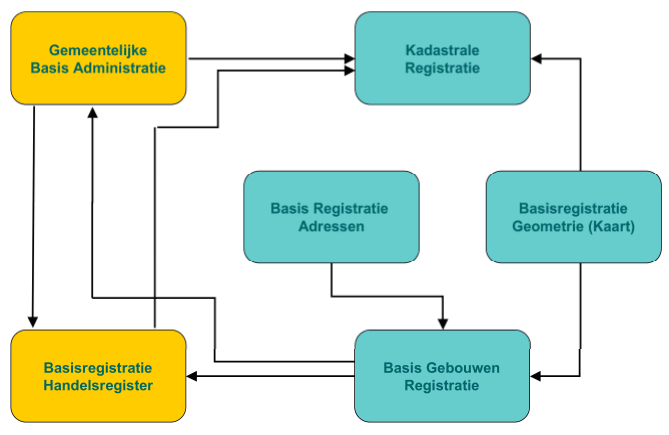 Gemeentelijke
Basis Administratie
Kadastrale
Registratie
Basis Registratie
Adressen
Basisregistratie
Geometrie (Kaart)
Basisregistratie
Handelsregister
Basis Gebouwen
Registratie